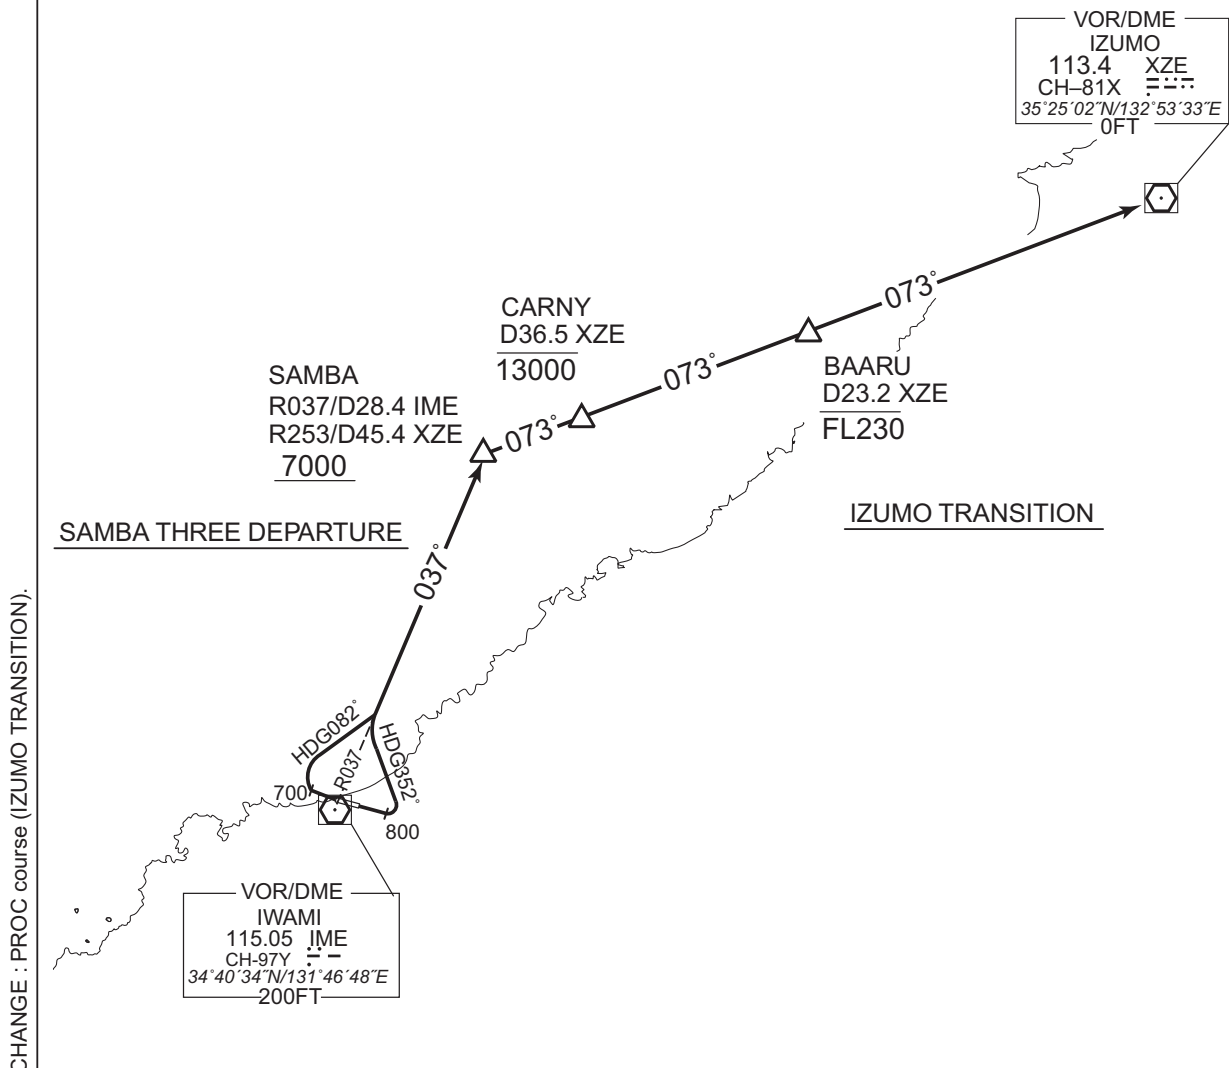 VOR/DME
IZUMO
113.4 XZE
CH–81X
35°25´02˝N/132°53´33˝E
0FT
073°
CARNY
D36.5 XZE
13000
073°
BAARU
D23.2 XZE
FL230
SAMBA
R037/D28.4 IME
R253/D45.4 XZE
7000
073°
SAMBA THREE DEPARTURE
IZUMO TRANSITION
037°
HDG082°
HDG352°
R037
700
800
VOR/DME
IWAMI
115.05 IME
CH-97Y
34°40´34˝N/131°46´48˝E
200FT
CHANGE : PROC course (IZUMO TRANSITION).